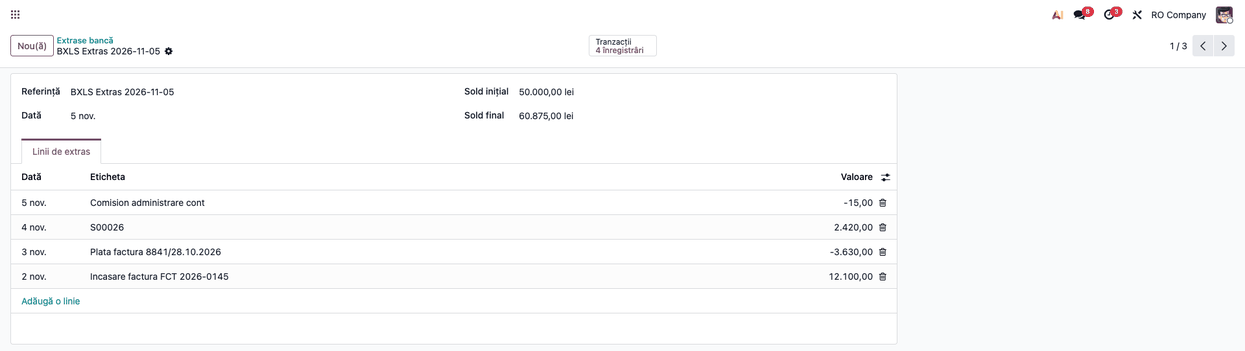 AI 8 3 RO Company
Nou(ă) Extrase bancă
BXLS Extras 2026-11-05
Tranzacții
4 înregistrări
1 / 3
Referință BXLS Extras 2026-11-05 Sold inițial 50.000,00 lei
Dată 5 nov. Sold final 60.875,00 lei
Linii de extras
Dată Eticheta Valoare
5 nov. Comision administrare cont -15,00
4 nov. S00026 2.420,00
3 nov. Plata factura 8841/28.10.2026 -3.630,00
2 nov. Incasare factura FCT 2026-0145 12.100,00
Adăugă o linie